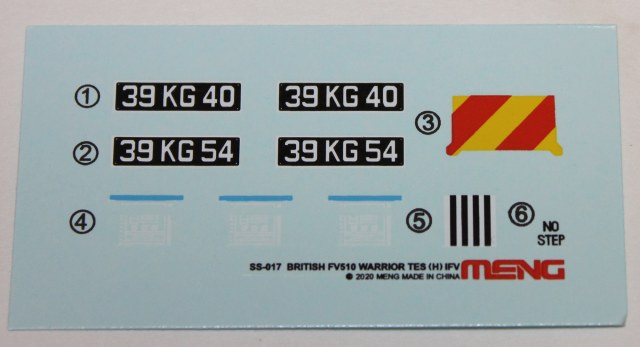 ① 39 KG 40 39 KG 40
③
② 39 KG 54 39 KG 54
④ ⑤ ⑥
NO
STEP
SS-017 BRITISH FV510 WARRIOR TES (H) IFV
© 2020 MENG MADE IN CHINA
MENG